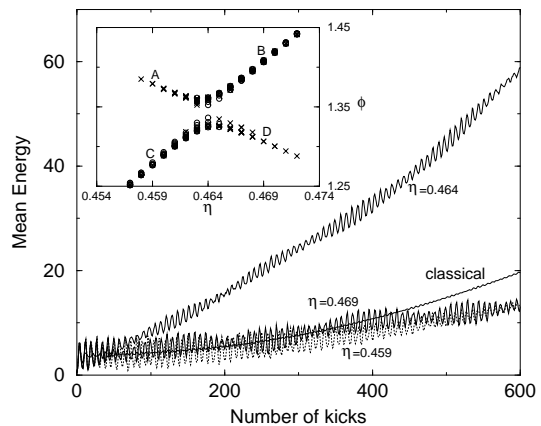 60
40
20
0
Mean Energy
0
200
400
600
Number of kicks
A
B
C
D
1.45
1.35
1.25
ϕ
0.454
0.459
0.464
0.469
0.474
η
η=0.464
classical
η=0.469
η=0.459